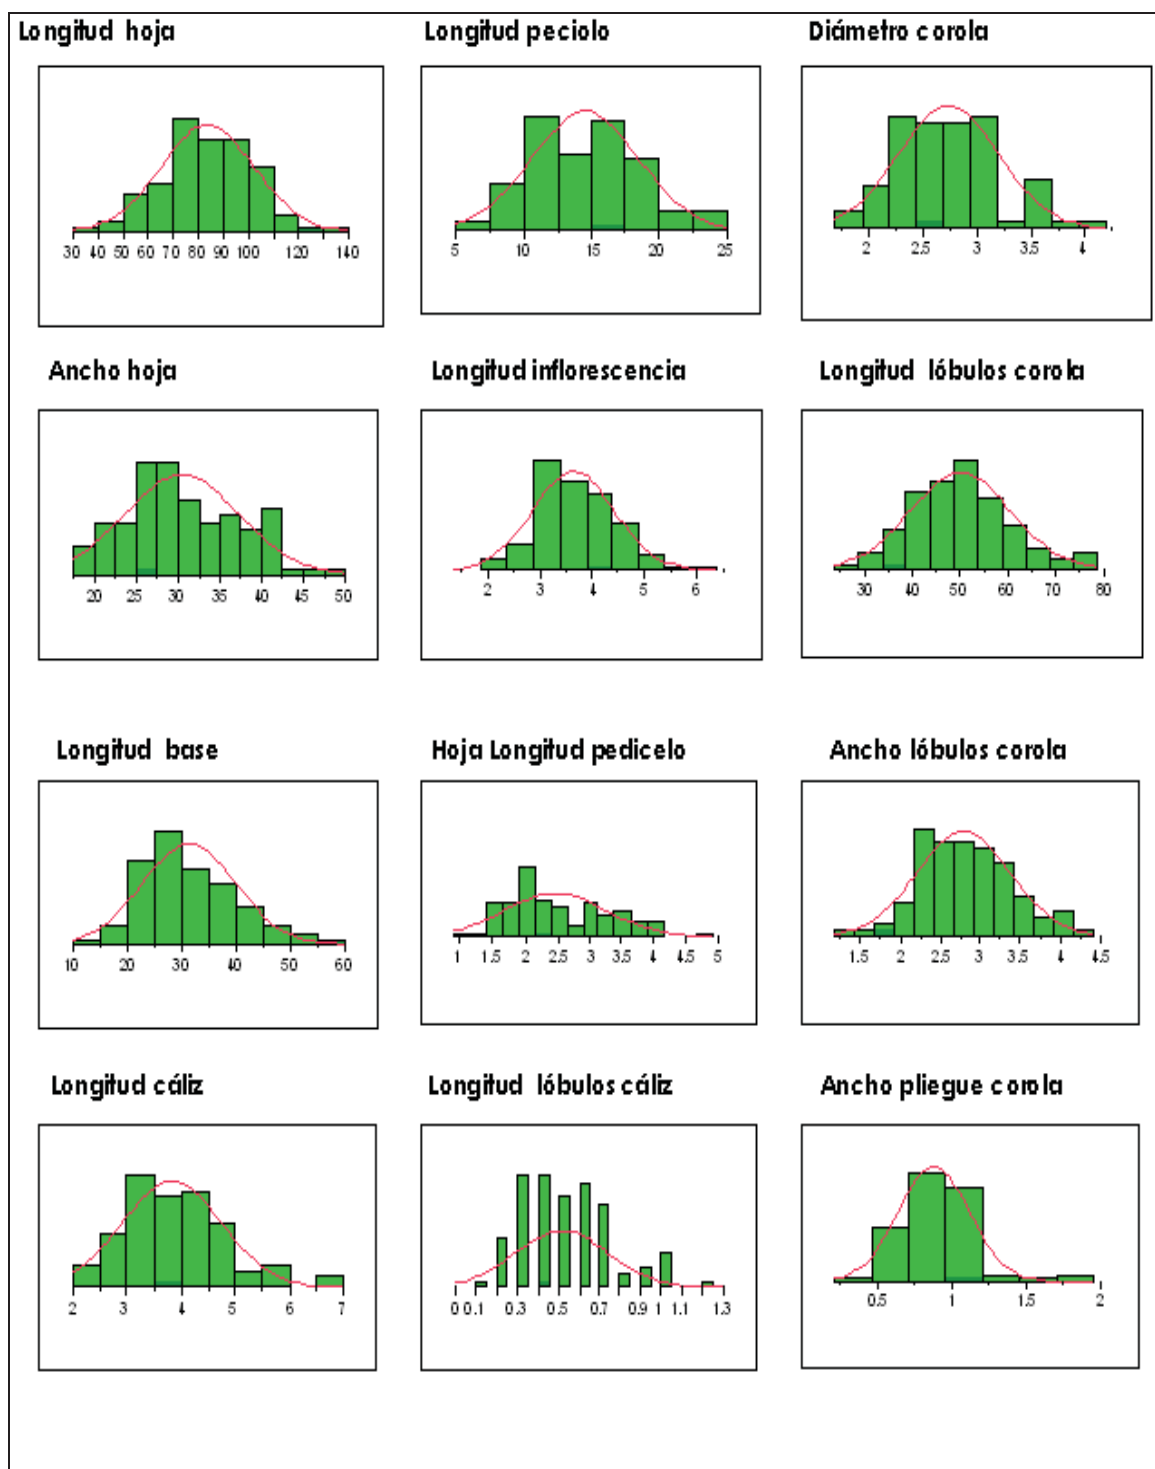 Longitud hoja
Longitud peciolo
Diámetro corola
30 40 50 60 70 80 90 100 120 140
5 10 15 20 25
2 2.5 3 3.5 4
Ancho hoja
Longitud inflorescencia
Longitud lóbulos corola
20 25 30 35 40 45 50
2 3 4 5 6
30 40 50 60 70 80
Longitud base
Hoja Longitud pedicelo
Ancho lóbulos corola
10 20 30 40 50 60
1 1.5 2 2.5 3 3.5 4 4.5 5
1.5 2 2.5 3 3.5 4 4.5
Longitud cáliz
Longitud lóbulos cáliz
Ancho pliegue corola
2 3 4 5 6 7
0 0.1 0.3 0.5 0.7 0.9 1 1.1 1.3
0.5 1 1.5 2